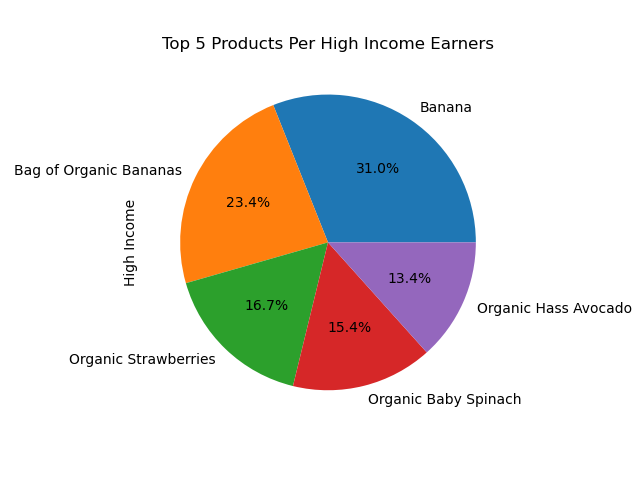 Top 5 Products Per High Income Earners
Banana
31.0%
Bag of Organic Bananas
23.4%
High Income
16.7%
Organic Strawberries
15.4%
Organic Baby Spinach
13.4%
Organic Hass Avocado